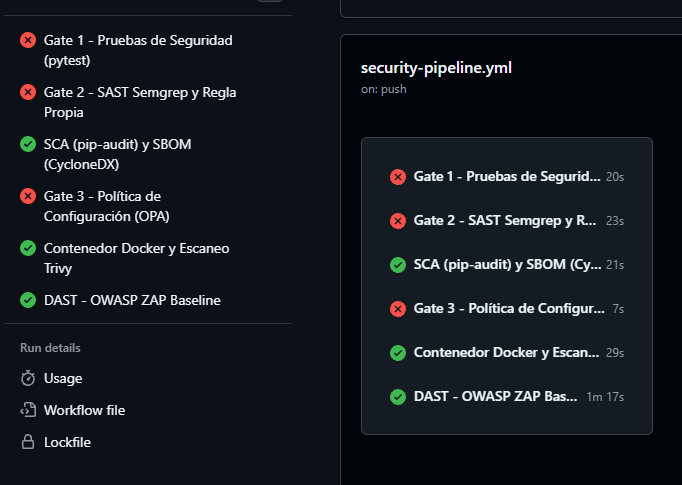 Gate 1 - Pruebas de Seguridad
(pytest)
Gate 2 - SAST Semgrep y Regla
Propia
SCA (pip-audit) y SBOM
(CycloneDX)
Gate 3 - Política de
Configuración (OPA)
Contenedor Docker y Escaneo
Trivy
DAST - OWASP ZAP Baseline
Run details
Usage
Workflow file
Lockfile
security-pipeline.yml
on: push
Gate 1 - Pruebas de Segurid... 20s
Gate 2 - SAST Semgrep y R... 23s
SCA (pip-audit) y SBOM (Cy... 21s
Gate 3 - Política de Configur... 7s
Contenedor Docker y Escan... 29s
DAST - OWASP ZAP Bas... 1m 17s